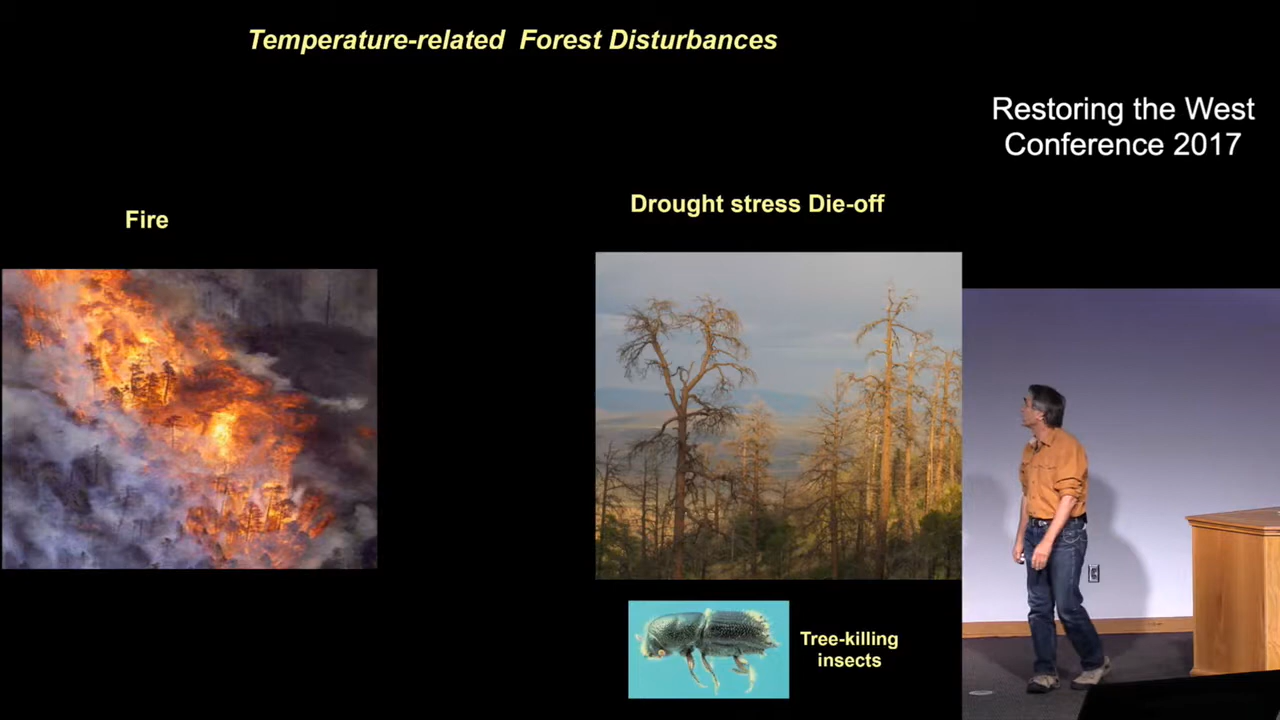 Temperature-related Forest Disturbances
Restoring the West
Conference 2017
Fire
Drought stress Die-off
Tree-killing
insects